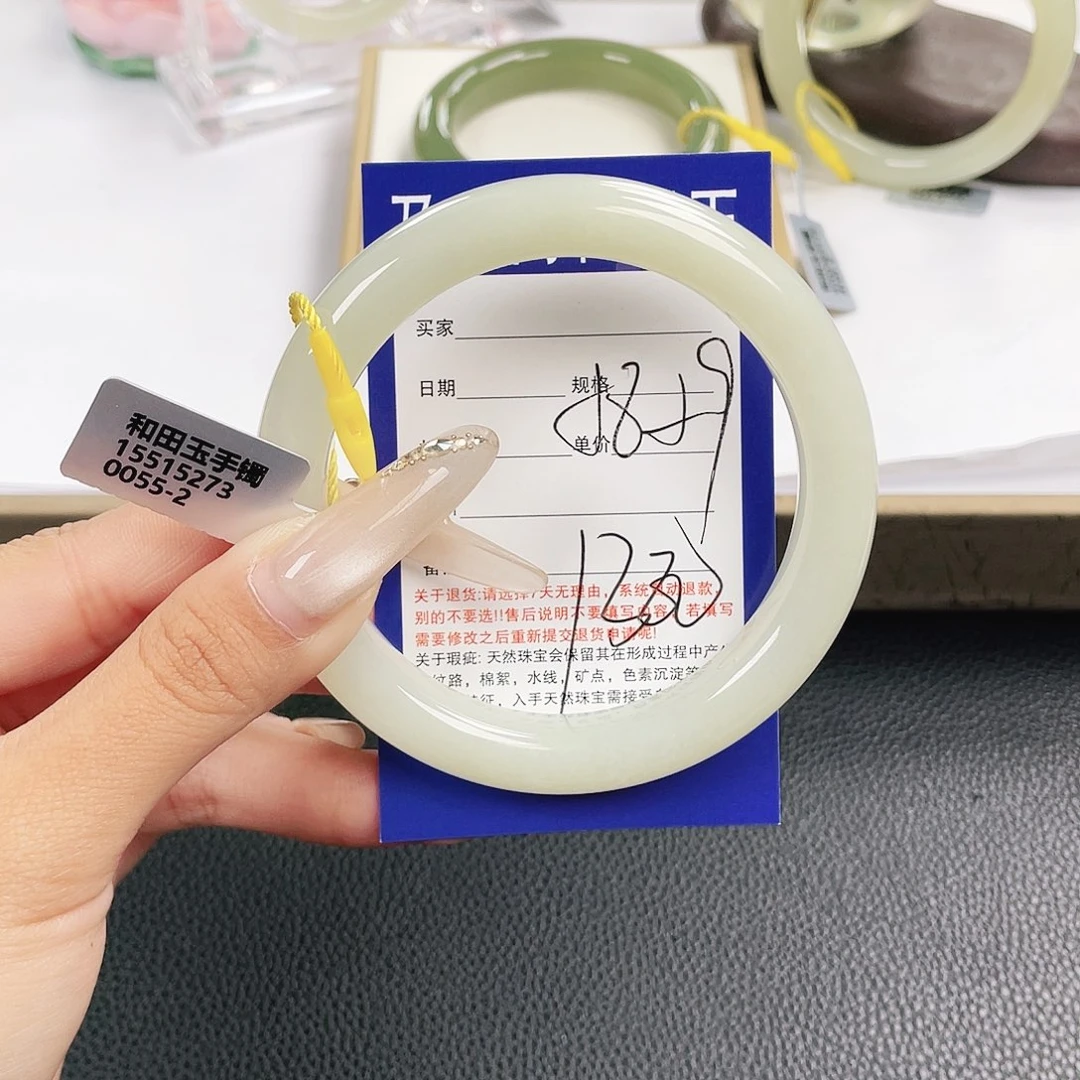 买家
日期 规格
单价
和田玉手镯
15515273
0055-2
关于退货:请选择7天无理由，系统自动退款，
别的不要选!!售后说明不要填写内容，若填写
需要修改之后重新提交退货申请呢!
关于瑕疵: 天然珠宝会保留其在形成过程中产
纹路，棉絮，水线，矿点，色素沉淀等
征，入手天然珠宝需接受